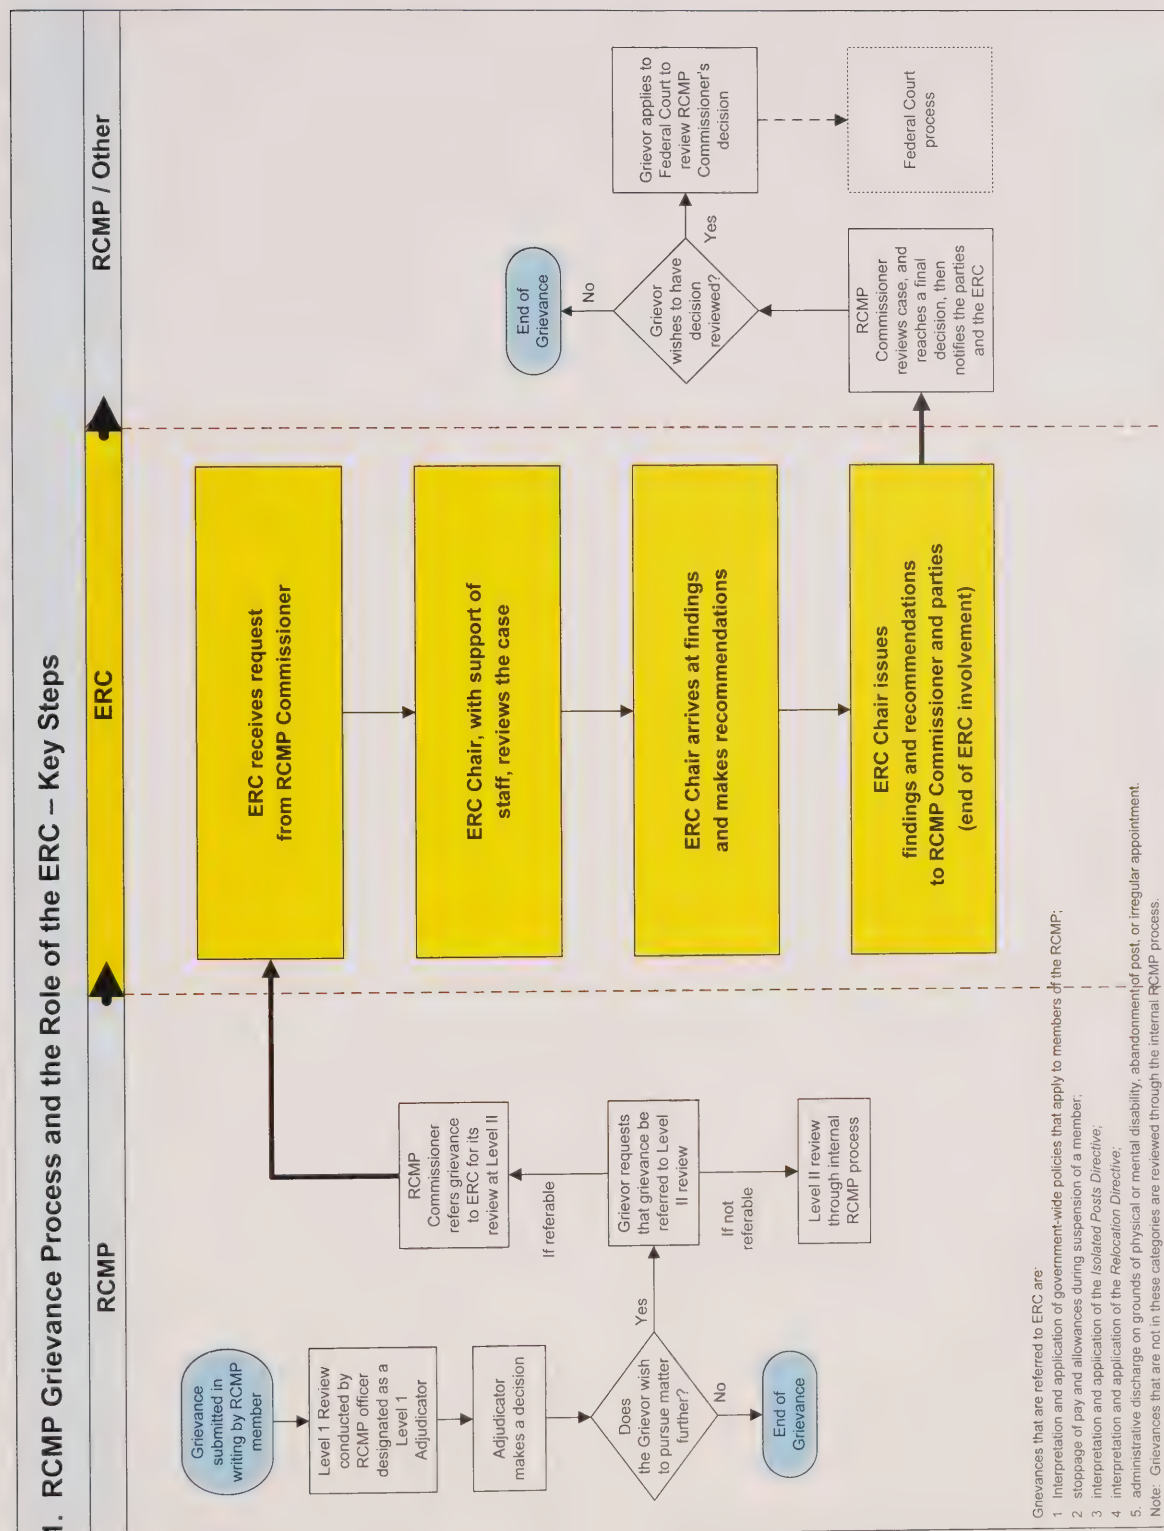 1. RCMP Grievance Process and the Role of the ERC – Key Steps
RCMP
ERC
RCMP / Other
Grievance
submitted in
writing by RCMP
member
Level 1 Review
conducted by
RCMP officer
designated as a
Level 1
Adjudicator
Adjudicator
makes a decision
Does
the Grievor wish
to pursue matter
further?
No
End of
Grievance
Yes
Grievor requests
that grievance be
referred to Level
II review
If not
referable
Level II review
through internal
RCMP process
If referable
RCMP
Commissioner
refers grievance
to ERC for its
review at Level II
ERC receives request
from RCMP Commissioner
ERC Chair, with support of
staff, reviews the case
ERC Chair arrives at findings
and makes recommendations
ERC Chair issues
findings and recommendations
to RCMP Commissioner and parties
(end of ERC involvement)
RCMP
Commissioner
reviews case, and
reaches a final
decision, then
notifies the parties
and the ERC
Grievor
wishes to have
decision
reviewed?
No
End of
Grievance
Yes
Grievor applies to
Federal Court to
review RCMP
Commissioner's
decision
Federal Court
process
Grievances that are referred to ERC are:
1 Interpretation and application of government-wide policies that apply to members of the RCMP;
2 stoppage of pay and allowances during suspension of a member;
3 interpretation and application of the Isolated Posts Directive;
4 interpretation and application of the Relocation Directive;
5. administrative discharge on grounds of physical or mental disability, abandonment of post, or irregular appointment.
Note: Grievances that are not in these categories are reviewed through the internal RCMP process.